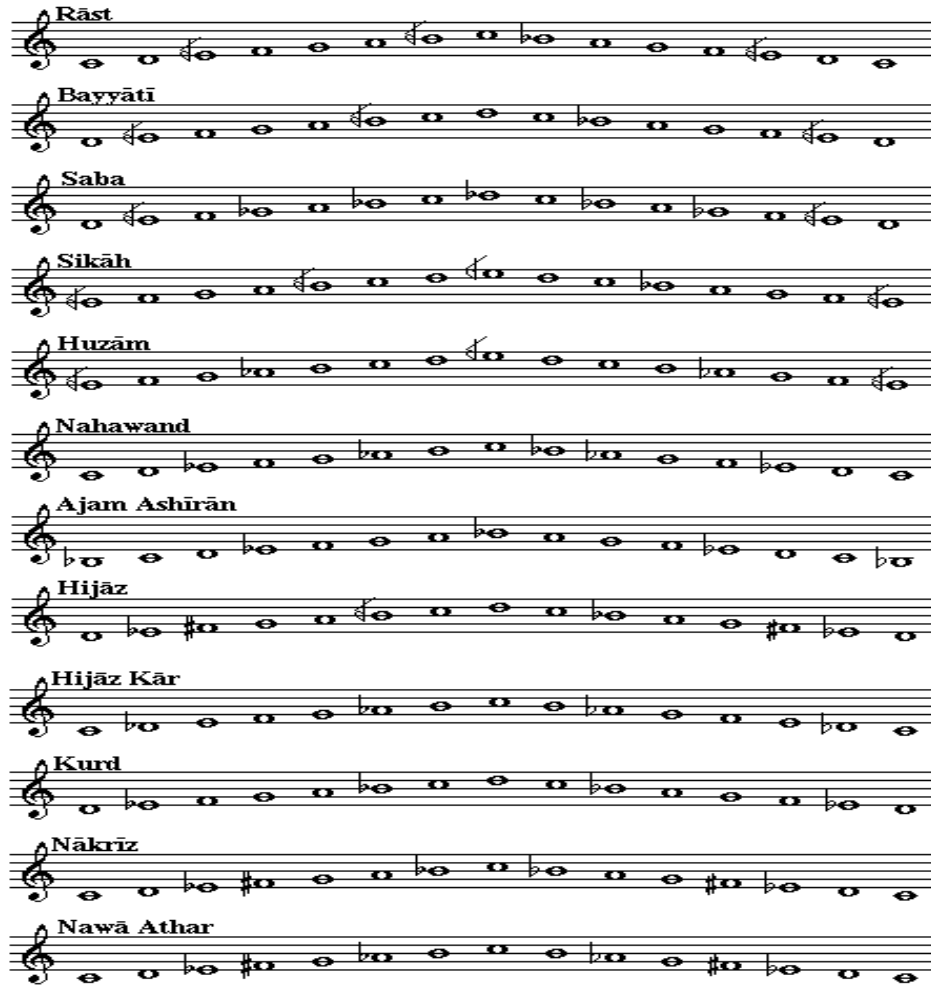 Rāst
Bayyātī
Saba
Sikāh
Huzām
Nahawand
Ajam Ashīrān
Hijāz
Hijāz Kār
Kurd
Nākrīz
Nawā Athar